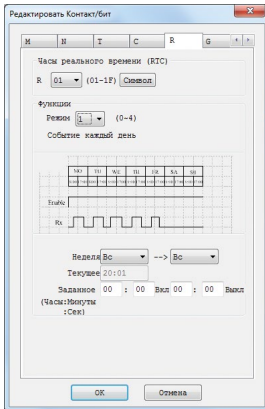 Редактировать Контакт/бит
M N T C R G
Часы реального времени (RTC)
R 01 (01-1F) Символ
Функции
Режим 1 (0-4)
Событие каждый день
MO TU WE TH FR SA SU
Enable
Rx
Неделя Вс --> Вс
Текущее 20:01
Заданное 00 : 00 Вкл 00 : 00 Выкл
(Часы:Минуты
:Сек)
OK Отмена